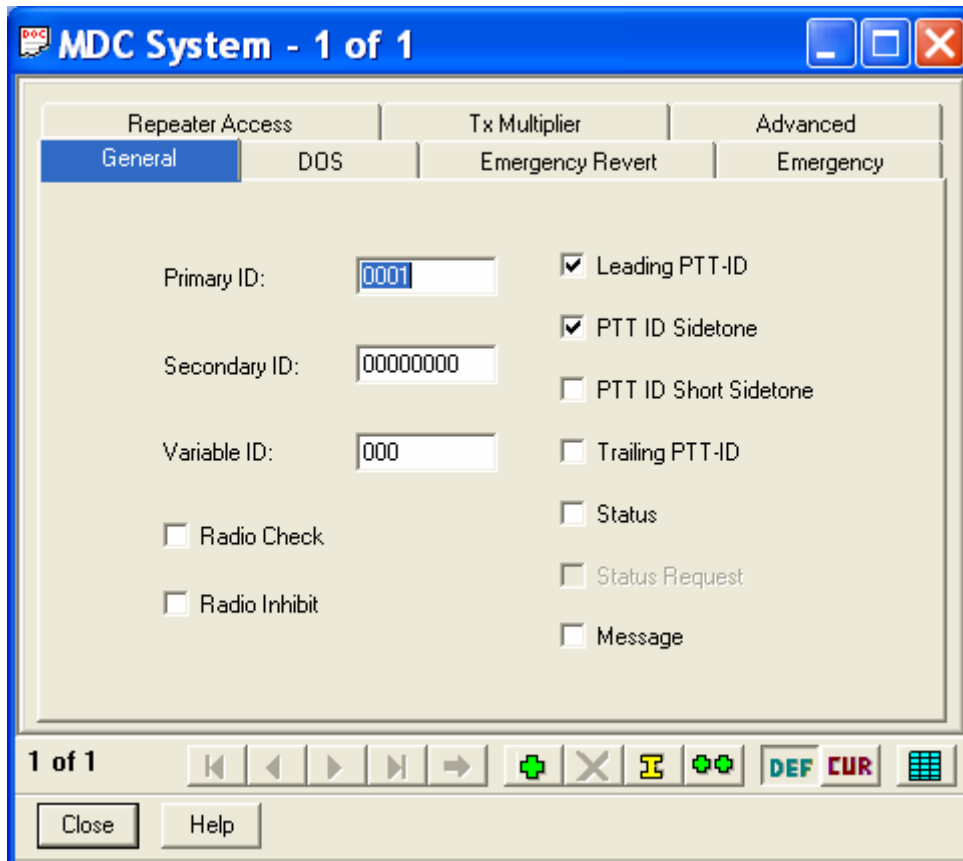 DOC
MDC System - 1 of 1
Repeater Access Tx Multiplier Advanced
General DOS Emergency Revert Emergency
Primary ID: 0001
Secondary ID: 00000000
Variable ID: 000
Radio Check
Radio Inhibit
Leading PTT-ID
PTT ID Sidetone
PTT ID Short Sidetone
Trailing PTT-ID
Status
Status Request
Message
1 of 1 DEF CUR
Close Help